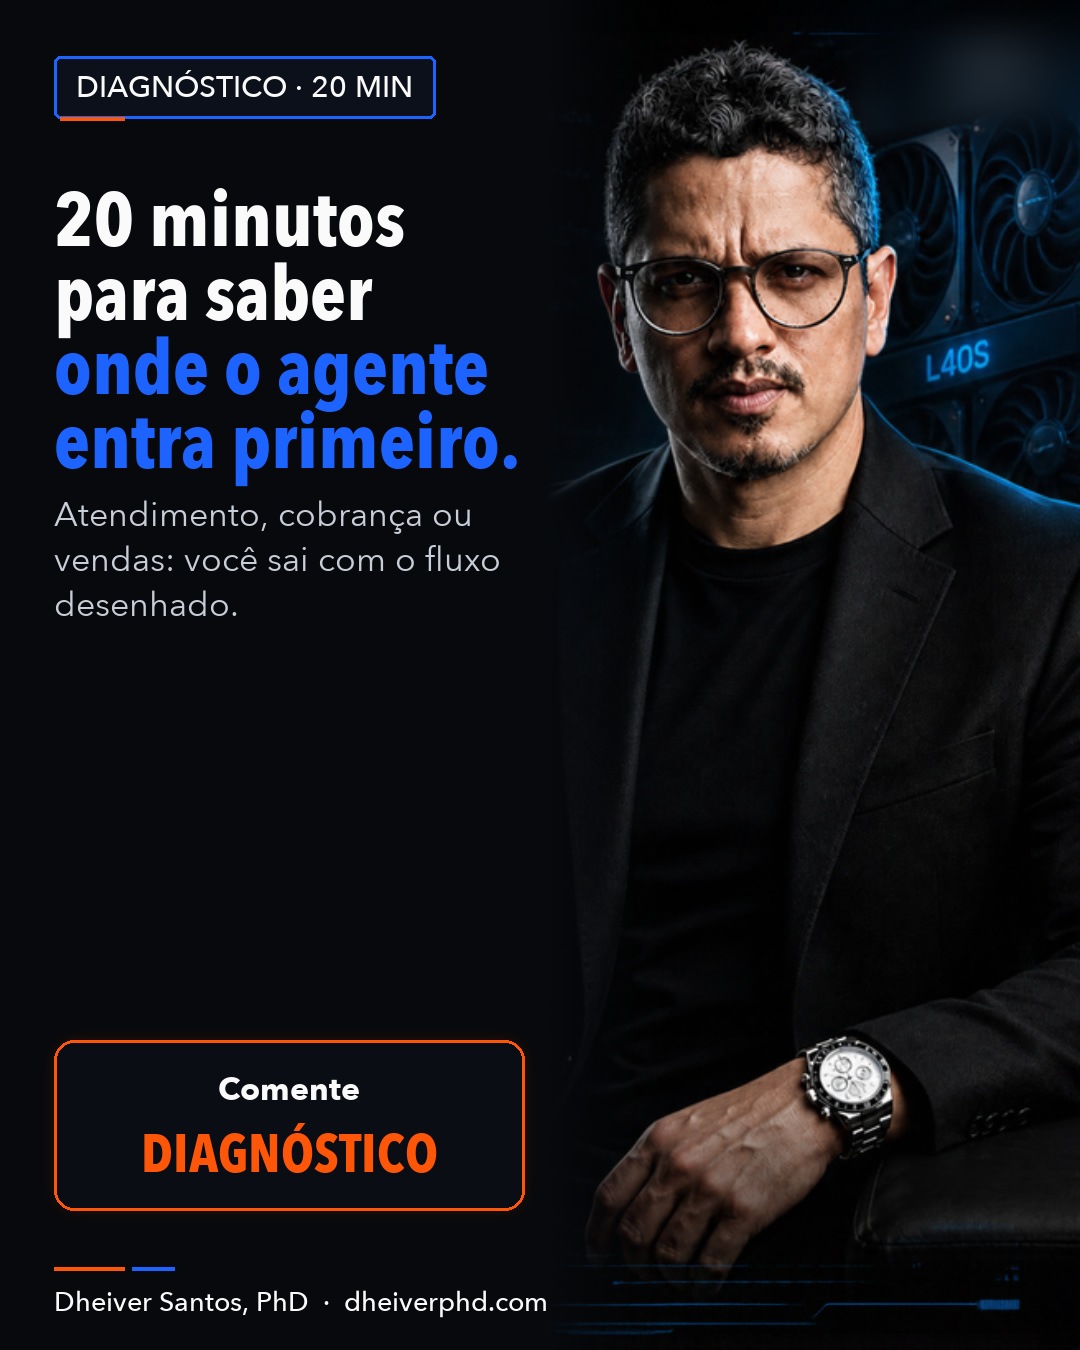 DIAGNÓSTICO · 20 MIN
20 minutos
para saber
onde o agente
entra primeiro.
Atendimento, cobrança ou
vendas: você sai com o fluxo
desenhado.
L40S
Comente
DIAGNÓSTICO
Dheiver Santos, PhD · dheiverphd.com